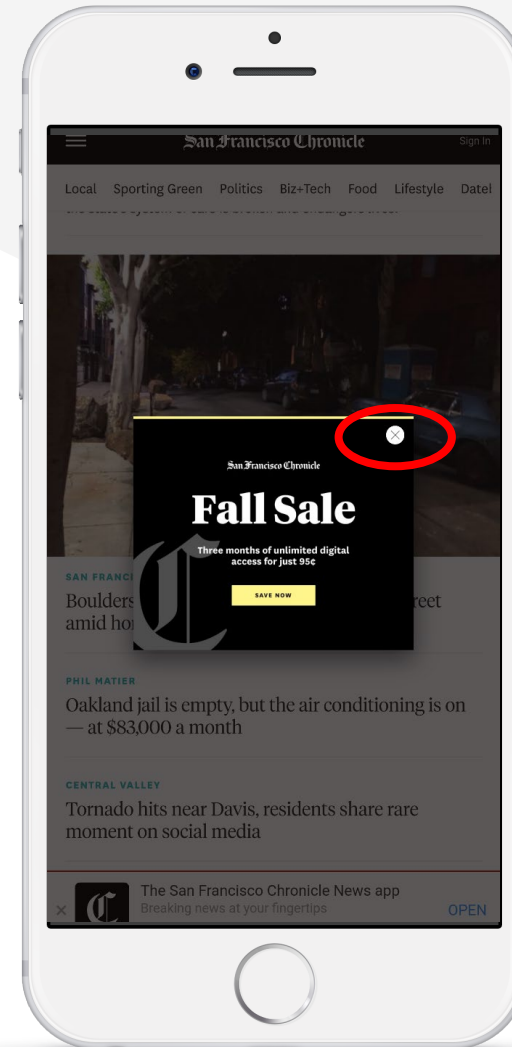 San Francisco Chronicle
Sign In
Local Sporting Green Politics Biz+Tech Food Lifestyle Datel
San Francisco Chronicle
Fall Sale
Three months of unlimited digital
access for just 95¢
SAVE NOW
SAN FRANCI
Boulders reet
amid ho
PHIL MATIER
Oakland jail is empty, but the air conditioning is on
— at $83,000 a month
CENTRAL VALLEY
Tornado hits near Davis, residents share rare
moment on social media
The San Francisco Chronicle News app
Breaking news at your fingertips
OPEN